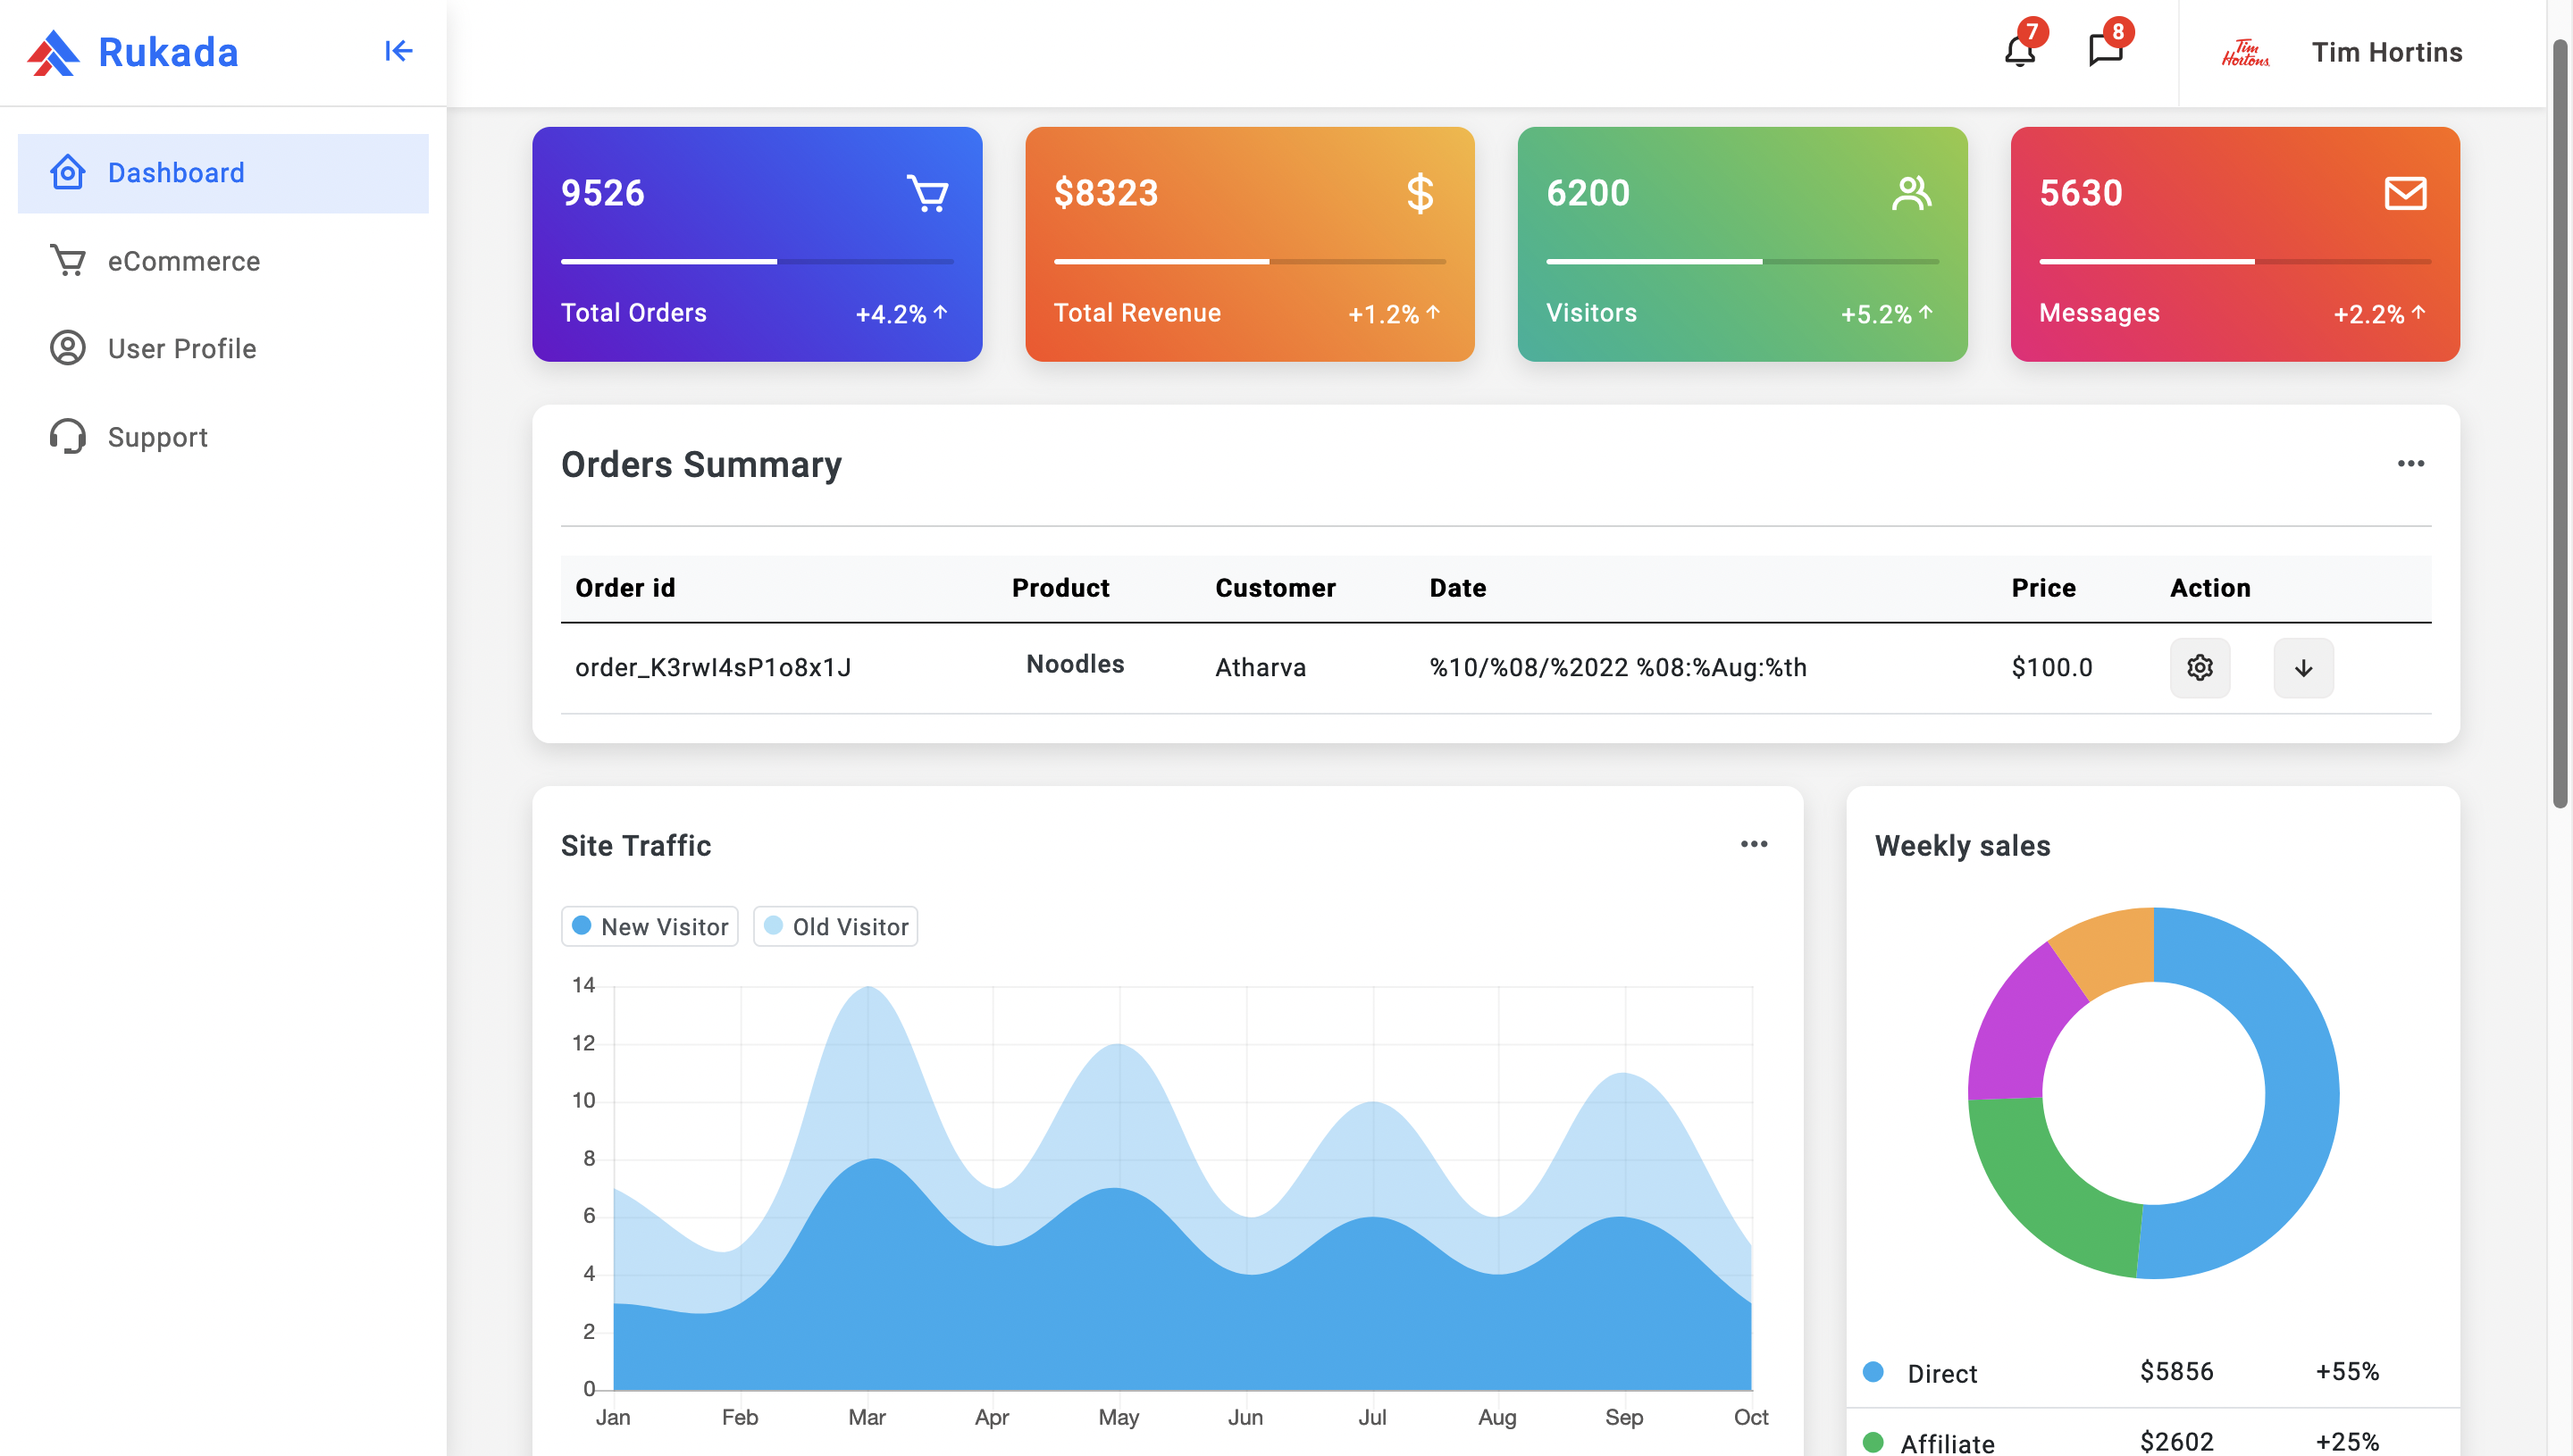 Rukada
7
8
Tim
Hortons
Tim Hortins
Dashboard
eCommerce
User Profile
Support
9526
Total Orders +4.2%
$8323
Total Revenue +1.2%
6200
Visitors +5.2%
5630
Messages +2.2%
Orders Summary
Order id Product Customer Date Price Action
order_K3rwI4sP1o8x1J Noodles Atharva %10/%08/%2022 %08:%Aug:%th $100.0
Site Traffic
New Visitor Old Visitor
14
12
10
8
6
4
2
0
Jan Feb Mar Apr May Jun Jul Aug Sep Oct
Weekly sales
Direct $5856 +55%
Affiliate $2602 +25%